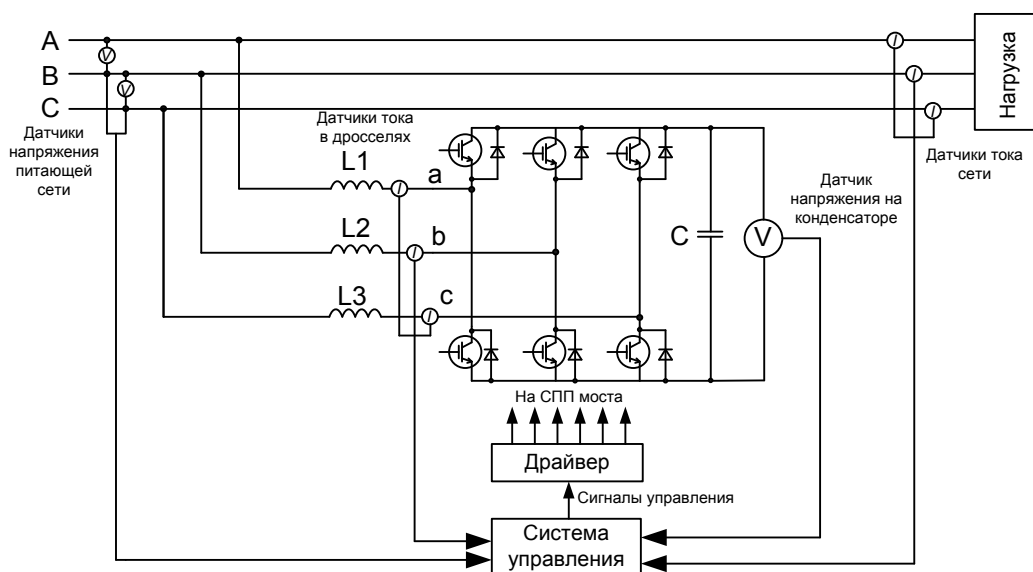 A
B
C
Датчики
напряжения
питающей
сети
V
V
Датчики тока
в дросселях
L1
a
L2
b
L3
c
I
I
I
C
V
Датчик
напряжения на
конденсаторе
I
I
I
Датчики тока
сети
Нагрузка
На СПП моста
Драйвер
Сигналы управления
Система
управления